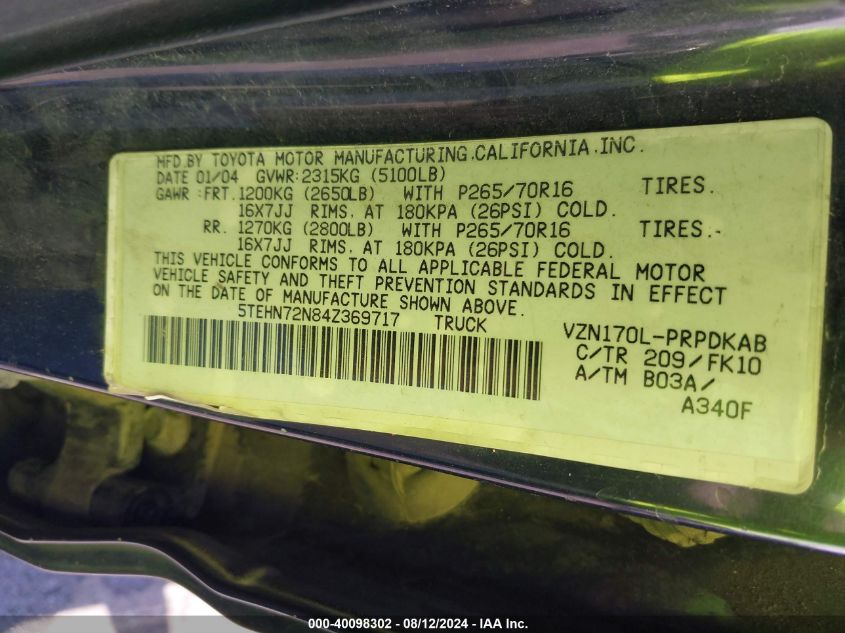 MFD.BY TOYOTA MOTOR MANUFACTURING,CALIFORNIA,INC.
DATE 01/04 GVWR:2315KG (5100LB)
GAWR:FRT.1200KG (2650LB) WITH P265/70R16 TIRES.
16X7JJ RIMS. AT 180KPA (26PSI) COLD.
RR. 1270KG (2800LB) WITH P265/70R16 TIRES.
16X7JJ RIMS. AT 180KPA (26PSI) COLD.
THIS VEHICLE CONFORMS TO ALL APPLICABLE FEDERAL MOTOR
VEHICLE SAFETY AND THEFT PREVENTION STANDARDS IN EFFECT
ON THE DATE OF MANUFACTURE SHOWN ABOVE.
5TEHN72N84Z369717 TRUCK
VZN170L-PRPDKAB
C/TR 209/FK10
A/TM B03A/
A340F
000-40098302 - 08/12/2024 - IAA Inc.